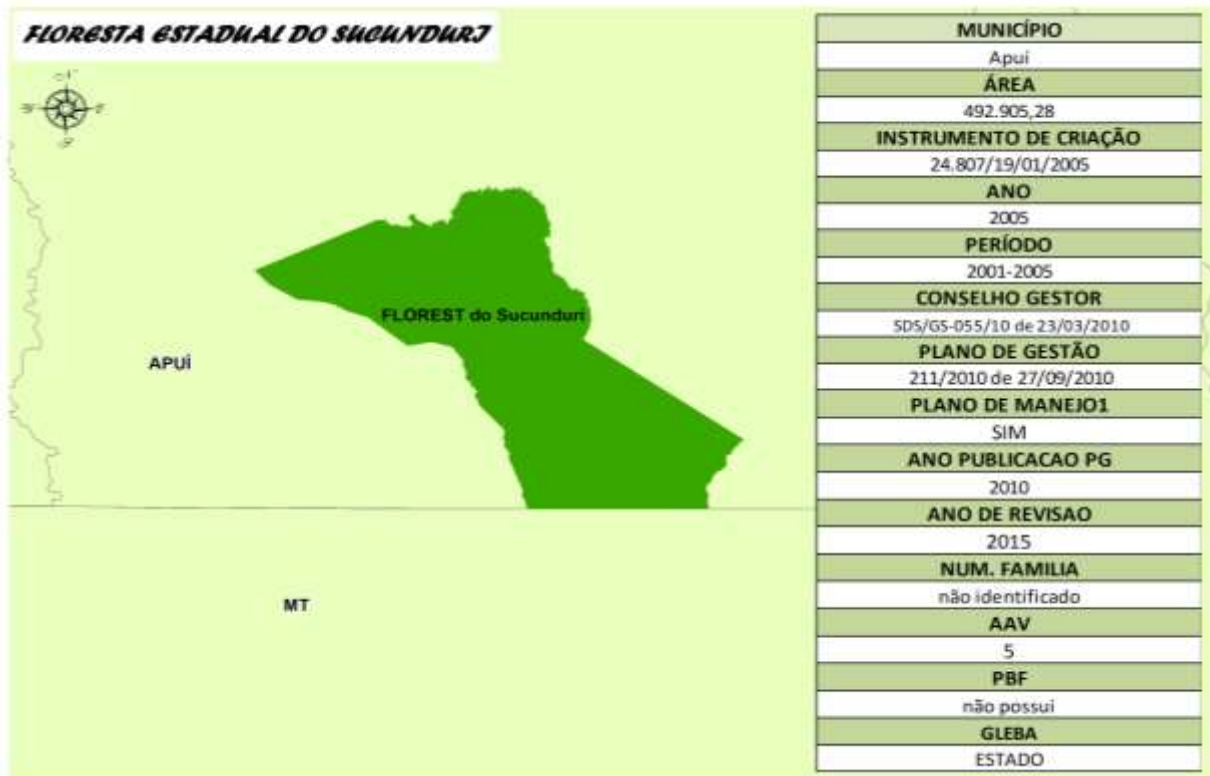 FLORESTA ESTADUAL DO SUCUNDURI
N
FLOREST do Sucunduri
APUÍ
MT
MUNICÍPIO
Apuí
ÁREA
492.905,28
INSTRUMENTO DE CRIAÇÃO
24.807/19/01/2005
ANO
2005
PERÍODO
2001-2005
CONSELHO GESTOR
SDS/GS-055/10 de 23/03/2010
PLANO DE GESTÃO
211/2010 de 27/09/2010
PLANO DE MANEJO1
SIM
ANO PUBLICACAO PG
2010
ANO DE REVISAO
2015
NUM. FAMILIA
não identificado
AAV
5
PBF
não possui
GLEBA
ESTADO